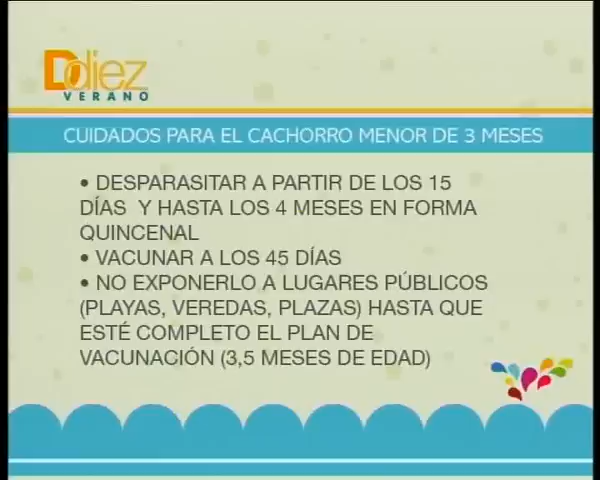 Ddiez
VERANO
CUIDADOS PARA EL CACHORRO MENOR DE 3 MESES
• DESPARASITAR A PARTIR DE LOS 15
DÍAS Y HASTA LOS 4 MESES EN FORMA
QUINCENAL
• VACUNAR A LOS 45 DÍAS
• NO EXPONERLO A LUGARES PÚBLICOS
(PLAYAS, VEREDAS, PLAZAS) HASTA QUE
ESTÉ COMPLETO EL PLAN DE
VACUNACIÓN (3,5 MESES DE EDAD)